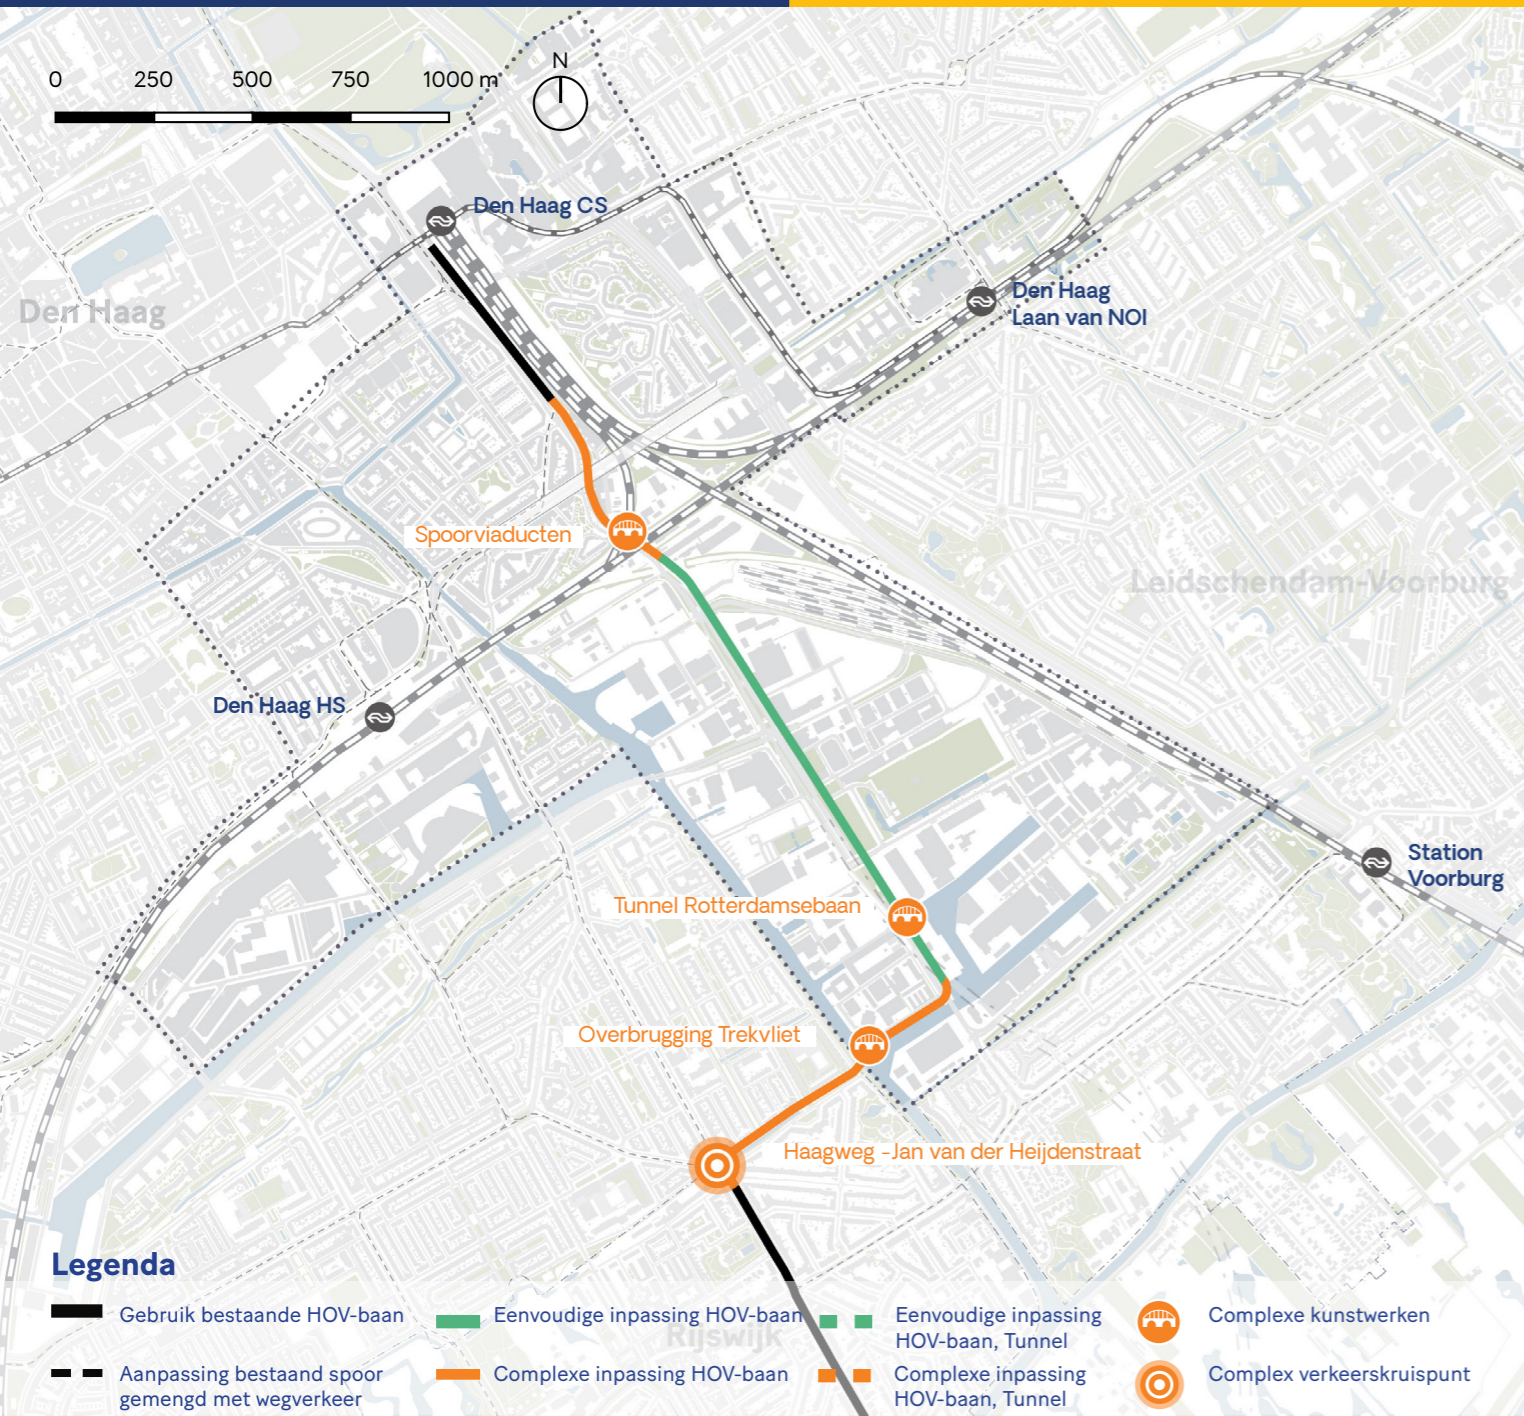 0 250 500 750 1000 m
N
Den Haag CS
Den Haag
Den Haag
Laan van NOI
Spoorviaducten
Leidschendam-Voorburg
Den Haag HS
Station
Voorburg
Tunnel Rotterdamsebaan
Overbrugging Trekvliet
Haagweg -Jan van der Heijdenstraat
Legenda
Gebruik bestaande HOV-baan
Aanpassing bestaand spoor
gemengd met wegverkeer
Eenvoudige inpassing HOV-baan
Rijswijk
Complexe inpassing HOV-baan
Eenvoudige inpassing
HOV-baan, Tunnel
Complexe inpassing
HOV-baan, Tunnel
Complexe kunstwerken
Complex verkeerskruispunt